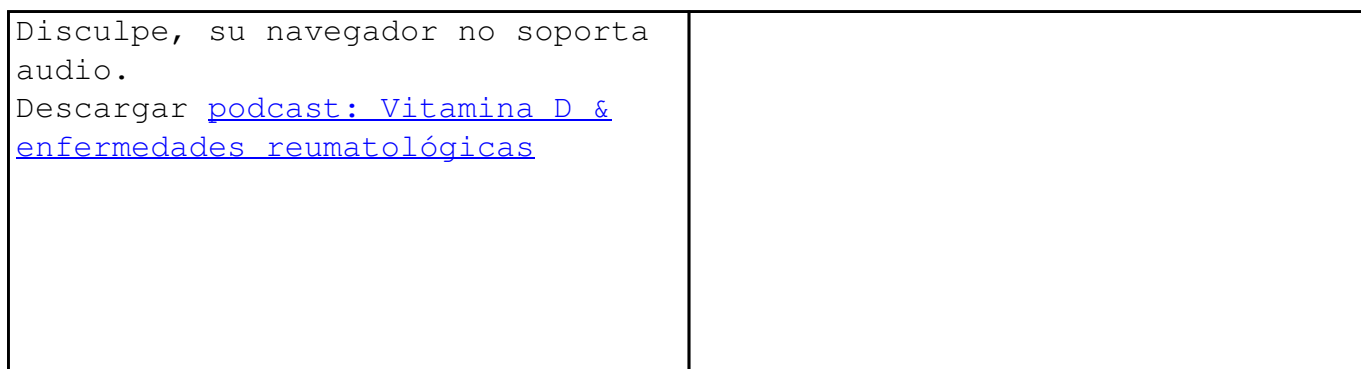 Disculpe, su navegador no soporta
audio.
Descargar podcast: Vitamina D &
enfermedades reumatológicas